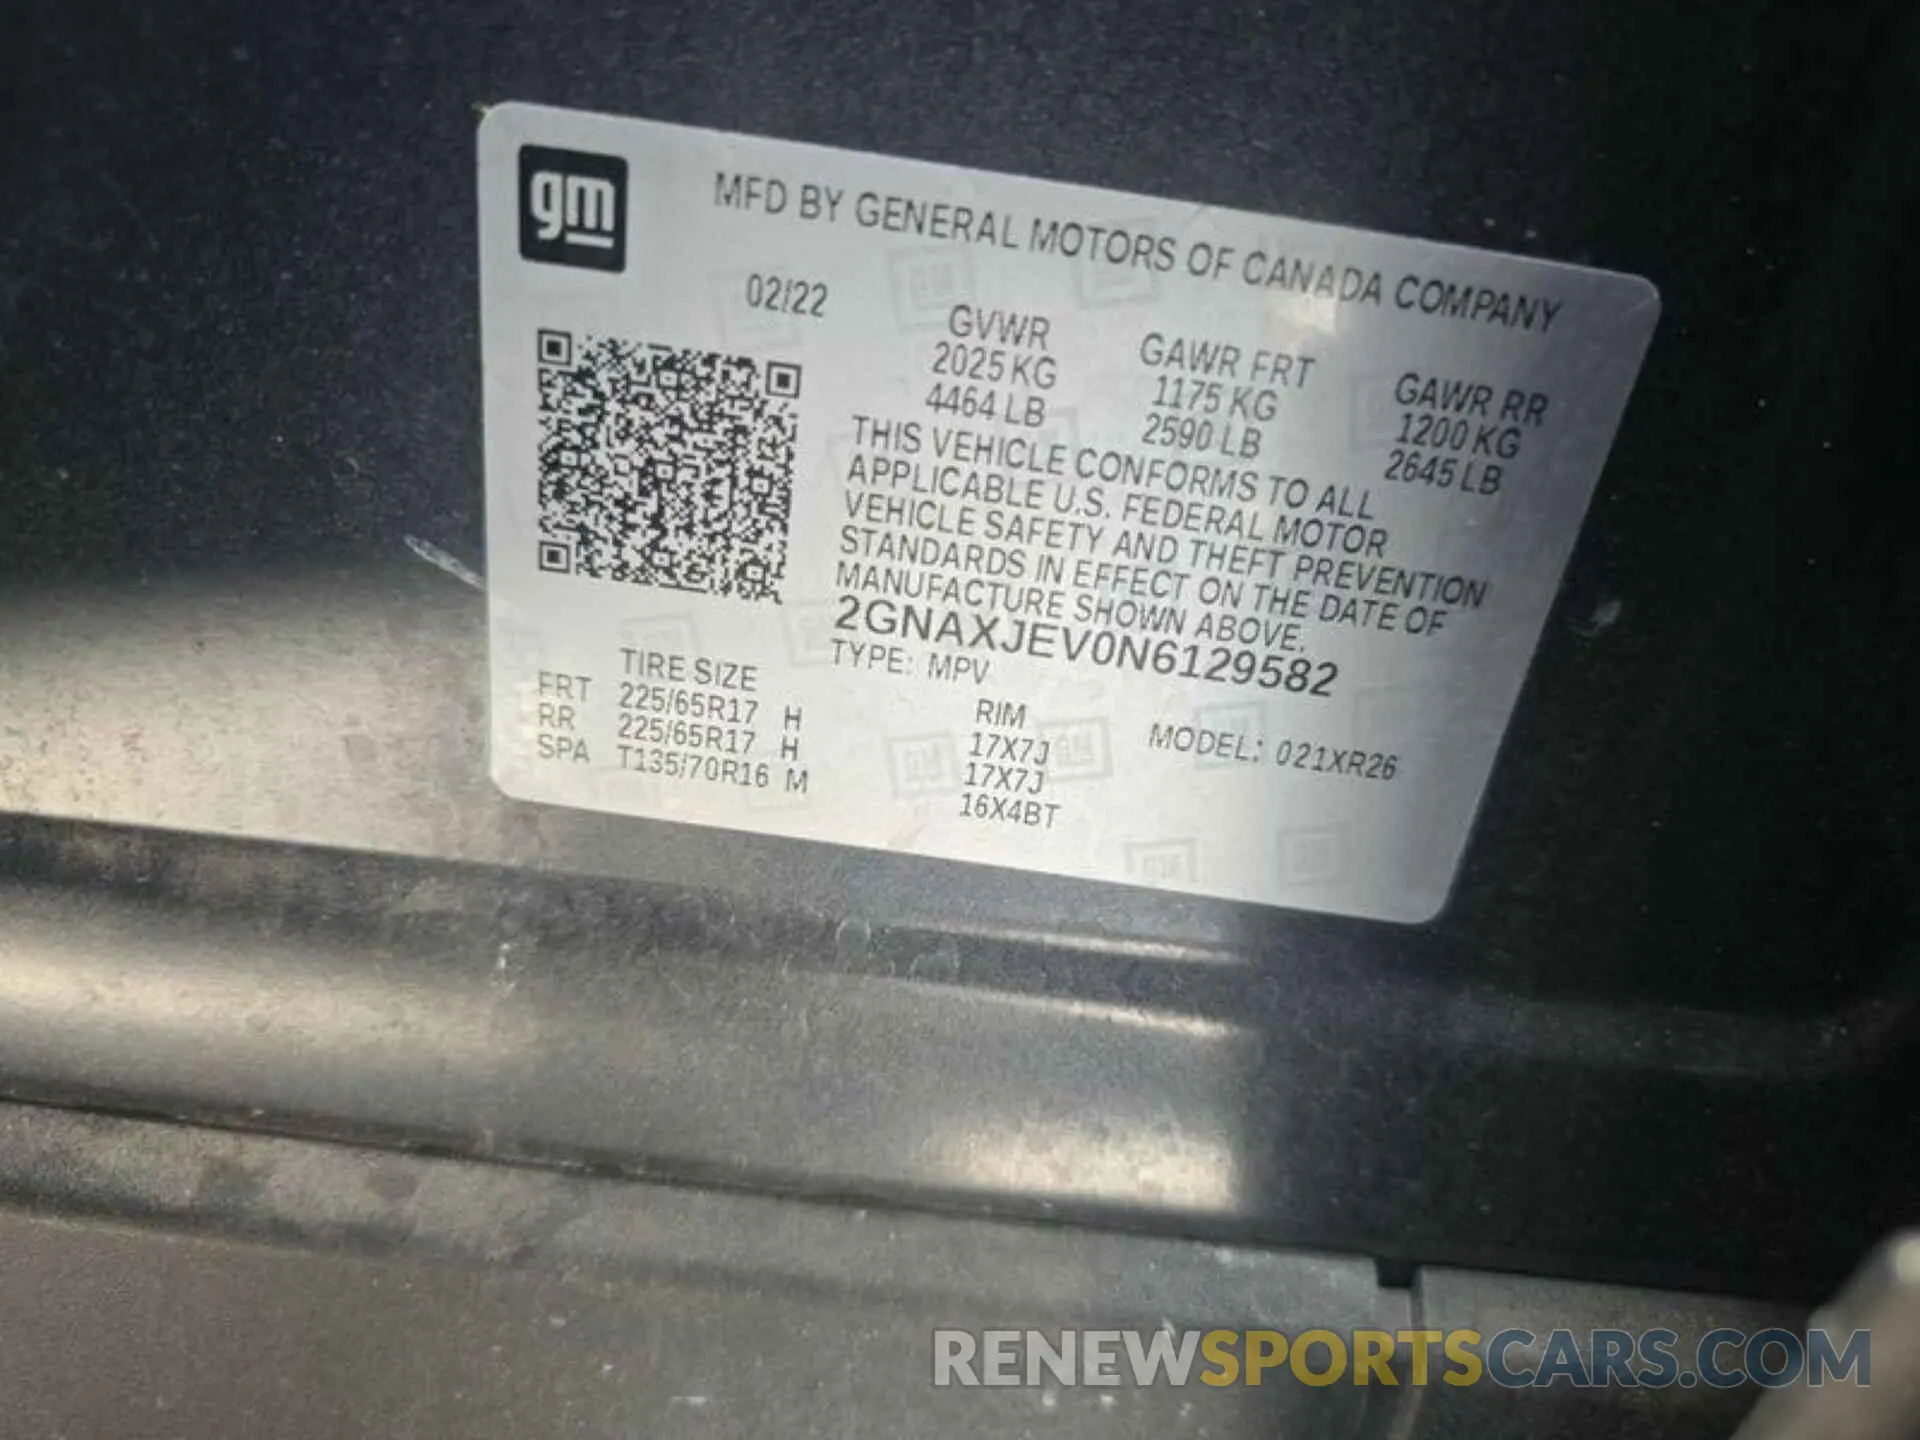 gm
MFD BY GENERAL MOTORS OF CANADA COMPANY
02/22
GVWR
2025 KG
4464 LB
GAWR FRT
1175 KG
2590 LB
GAWR RR
1200 KG
2645 LB
THIS VEHICLE CONFORMS TO ALL
APPLICABLE U.S. FEDERAL MOTOR
VEHICLE SAFETY AND THEFT PREVENTION
STANDARDS IN EFFECT ON THE DATE OF
MANUFACTURE SHOWN ABOVE.
2GNAXJEV0N6129582
TYPE: MPV
MODEL: 021XR26
TIRE SIZE RIM
FRT 225/65R17 H 17X7J
RR 225/65R17 H 17X7J
SPA T135/70R16 M 16X4BT
RENEWSPORTSCARS.COM